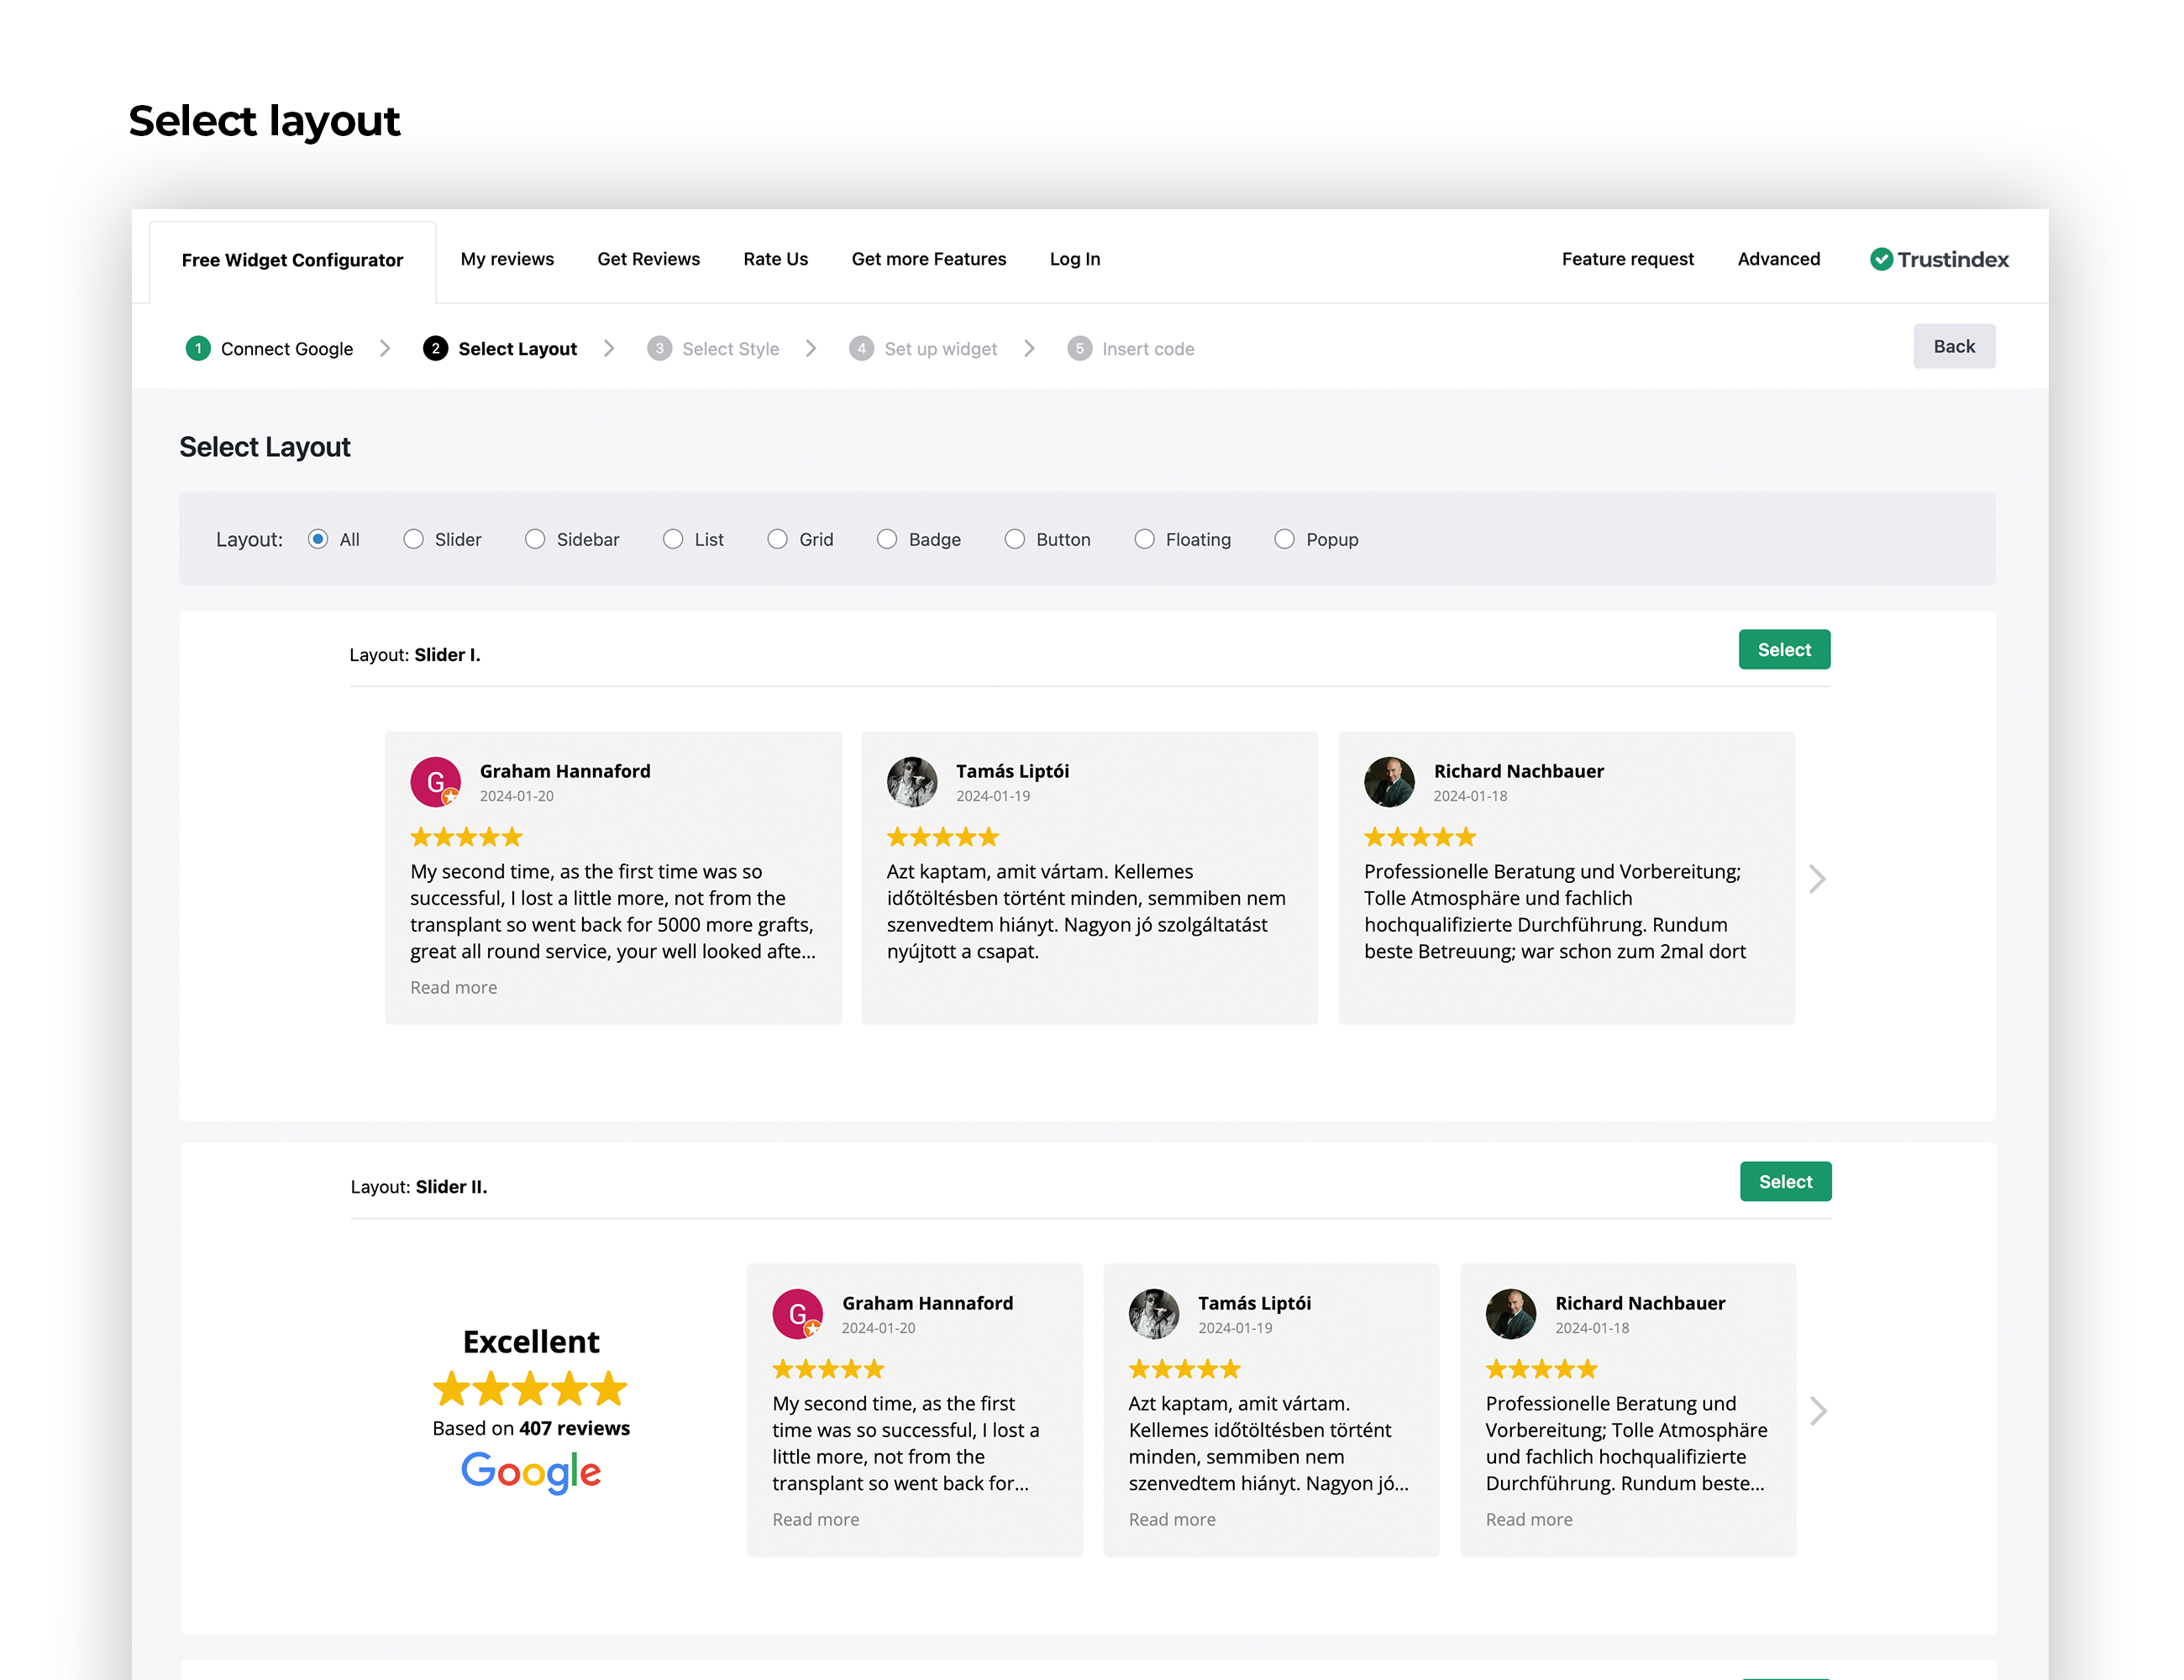 Select layout
Free Widget Configurator My reviews Get Reviews Rate Us Get more Features Log In Feature request Advanced Trustindex
1 Connect Google 2 Select Layout 3 Select Style 4 Set up widget 5 Insert code Back
Select Layout
Layout: All Slider Sidebar List Grid Badge Button Floating Popup
Layout: Slider I. Select
G
Graham Hannaford
2024-01-20
My second time, as the first time was so
successful, I lost a little more, not from the
transplant so went back for 5000 more grafts,
great all round service, your well looked afte...
Read more
Tamás Liptói
2024-01-19
Azt kaptam, amit vártam. Kellemes
időtöltésben történt minden, semmiben nem
szenvedtem hiányt. Nagyon jó szolgáltatást
nyújtott a csapat.
Richard Nachbauer
2024-01-18
Professionelle Beratung und Vorbereitung;
Tolle Atmosphäre und fachlich
hochqualifizierte Durchführung. Rundum
beste Betreuung; war schon zum 2mal dort
Layout: Slider II. Select
Excellent
Based on 407 reviews
Google
G
Graham Hannaford
2024-01-20
My second time, as the first
time was so successful, I lost a
little more, not from the
transplant so went back for...
Read more
Tamás Liptói
2024-01-19
Azt kaptam, amit vártam.
Kellemes időtöltésben történt
minden, semmiben nem
szenvedtem hiányt. Nagyon jó...
Read more
Richard Nachbauer
2024-01-18
Professionelle Beratung und
Vorbereitung; Tolle Atmosphäre
und fachlich hochqualifizierte
Durchführung. Rundum beste...
Read more